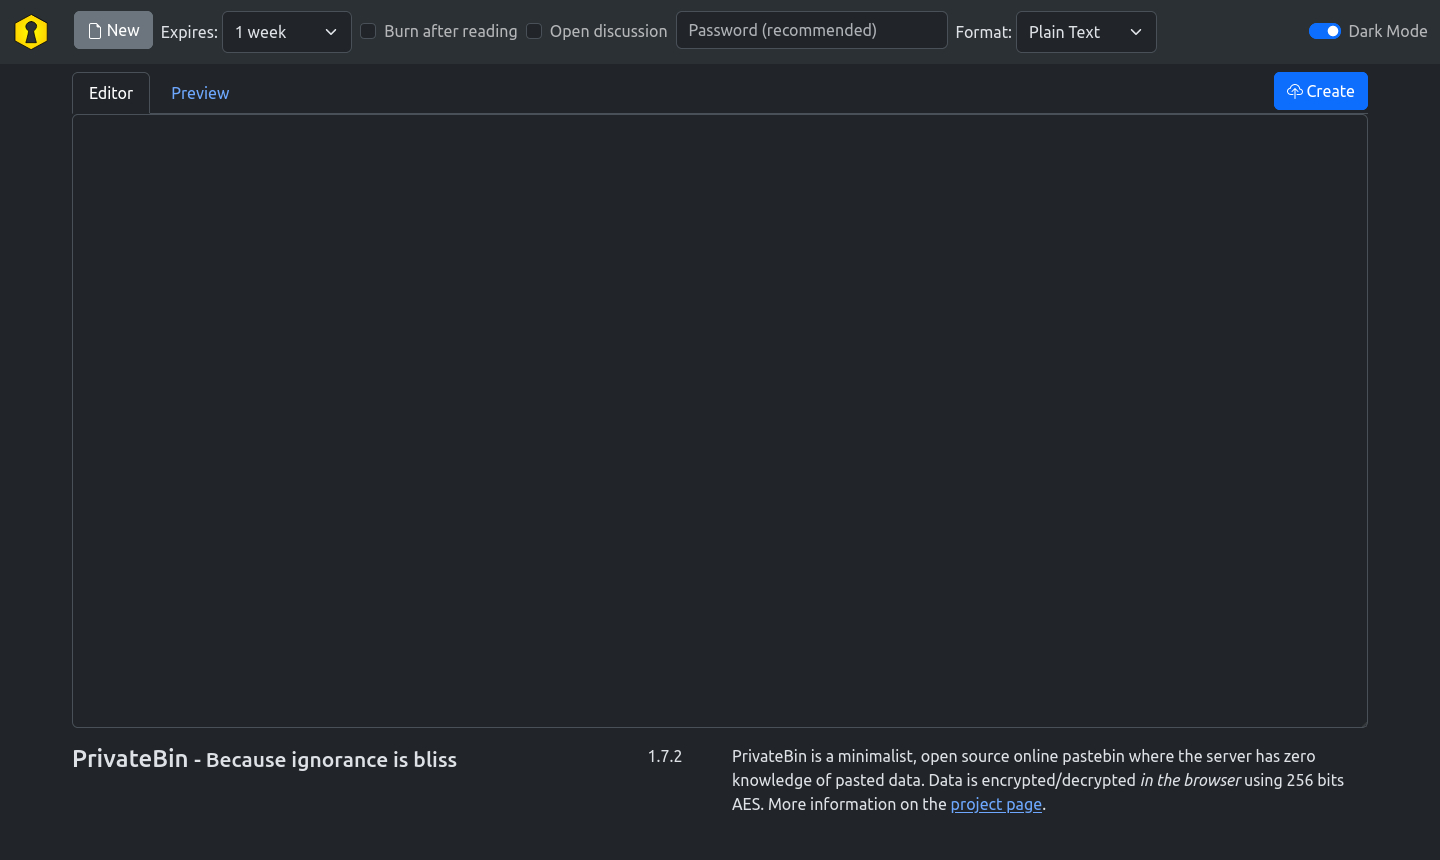 New Expires: 1 week Burn after reading Open discussion Password (recommended) Format: Plain Text Dark Mode
Editor Preview Create
PrivateBin - Because ignorance is bliss
1.7.2
PrivateBin is a minimalist, open source online pastebin where the server has zero
knowledge of pasted data. Data is encrypted/decrypted in the browser using 256 bits
AES. More information on the project page.